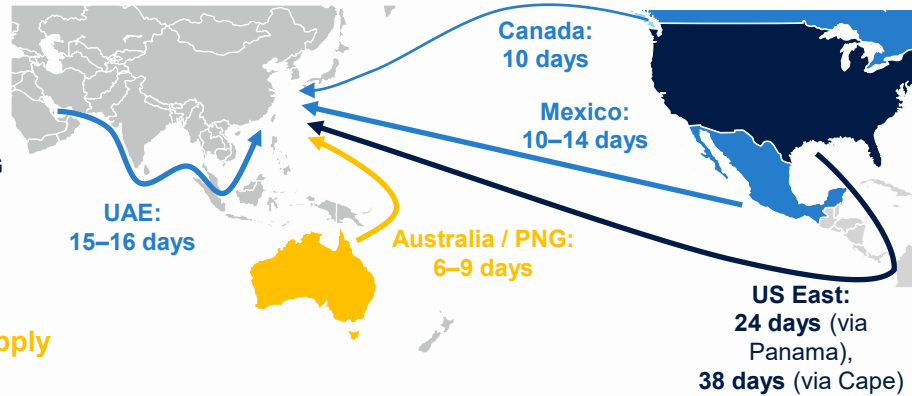 Canada:
10 days
Mexico:
10–14 days
G
UAE:
15–16 days
Australia / PNG:
6–9 days
US East:
24 days (via
Panama),
38 days (via Cape)
pply